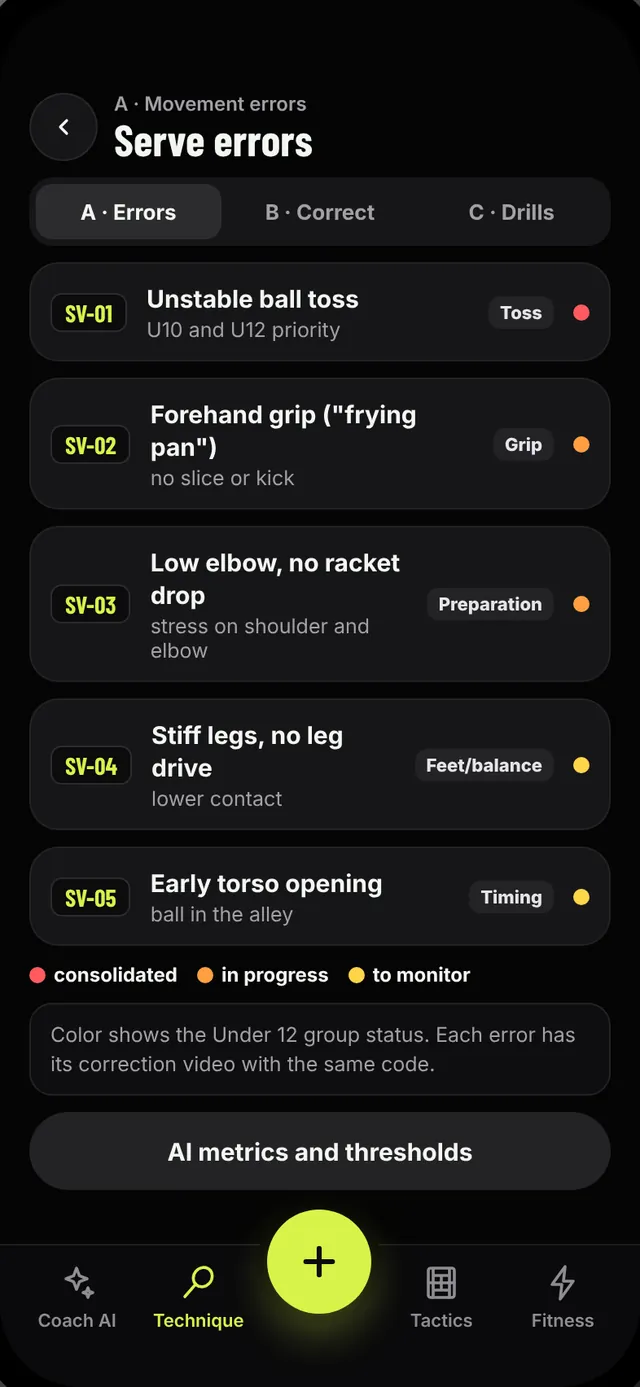 A · Movement errors
Serve errors
A · Errors
B · Correct
C · Drills
SV-01
Unstable ball toss
U10 and U12 priority
Toss
SV-02
Forehand grip ("frying
pan")
no slice or kick
Grip
SV-03
Low elbow, no racket
drop
stress on shoulder and
elbow
Preparation
SV-04
Stiff legs, no leg
drive
lower contact
Feet/balance
SV-05
Early torso opening
ball in the alley
Timing
consolidated
in progress
to monitor
Color shows the Under 12 group status. Each error has
its correction video with the same code.
AI metrics and thresholds
Coach AI
Technique
Tactics
Fitness